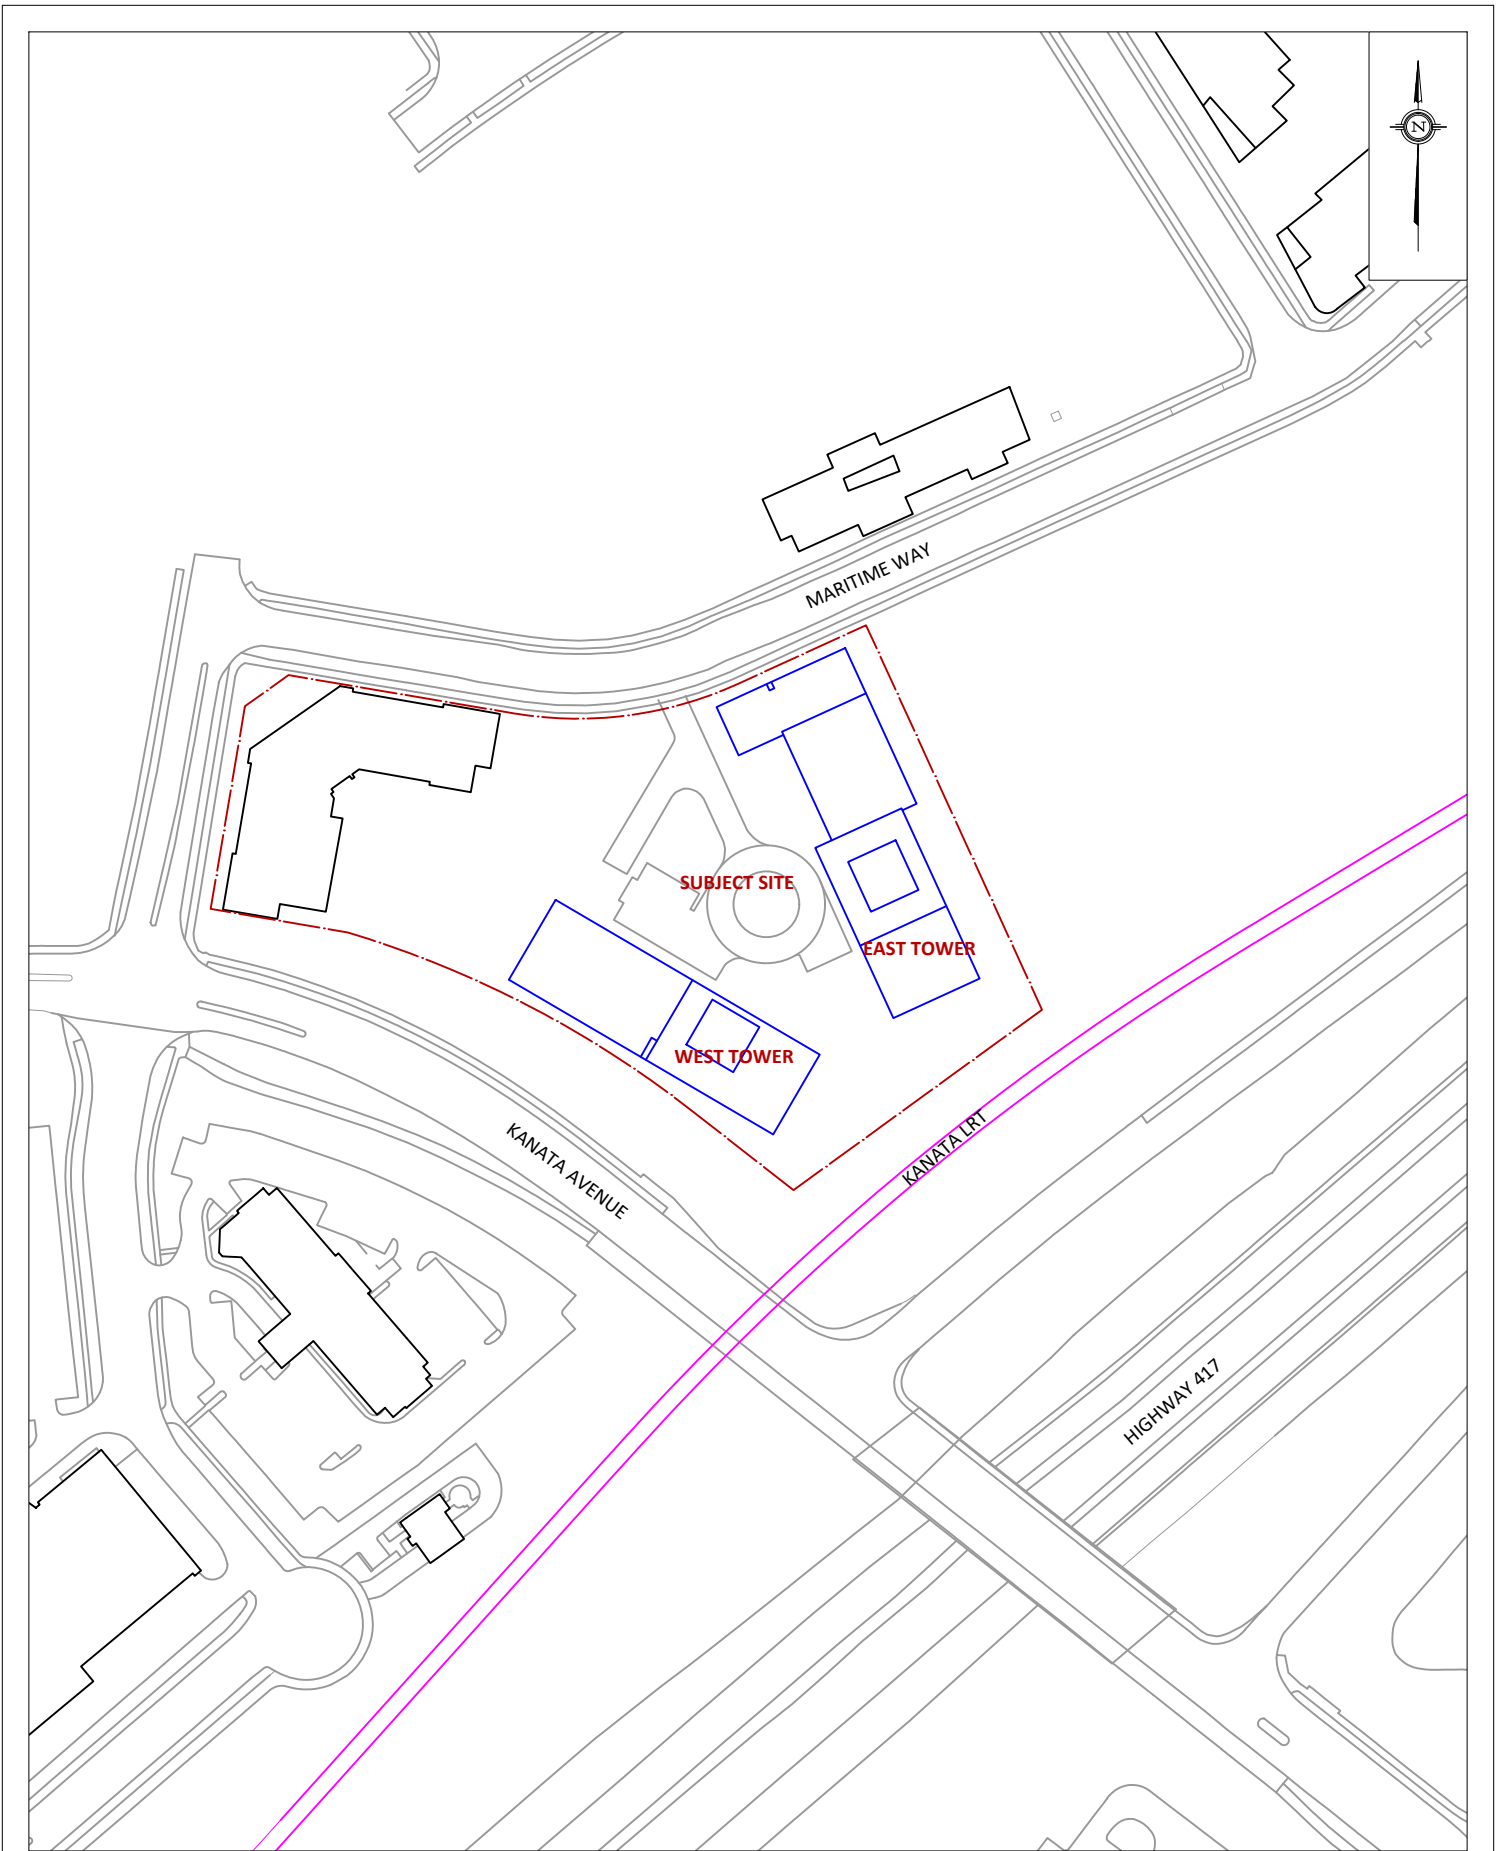 N
MARITIME WAY
SUBJECT SITE
EAST TOWER
WEST TOWER
KANATA AVENUE
KANATA LRT
HIGHWAY 417